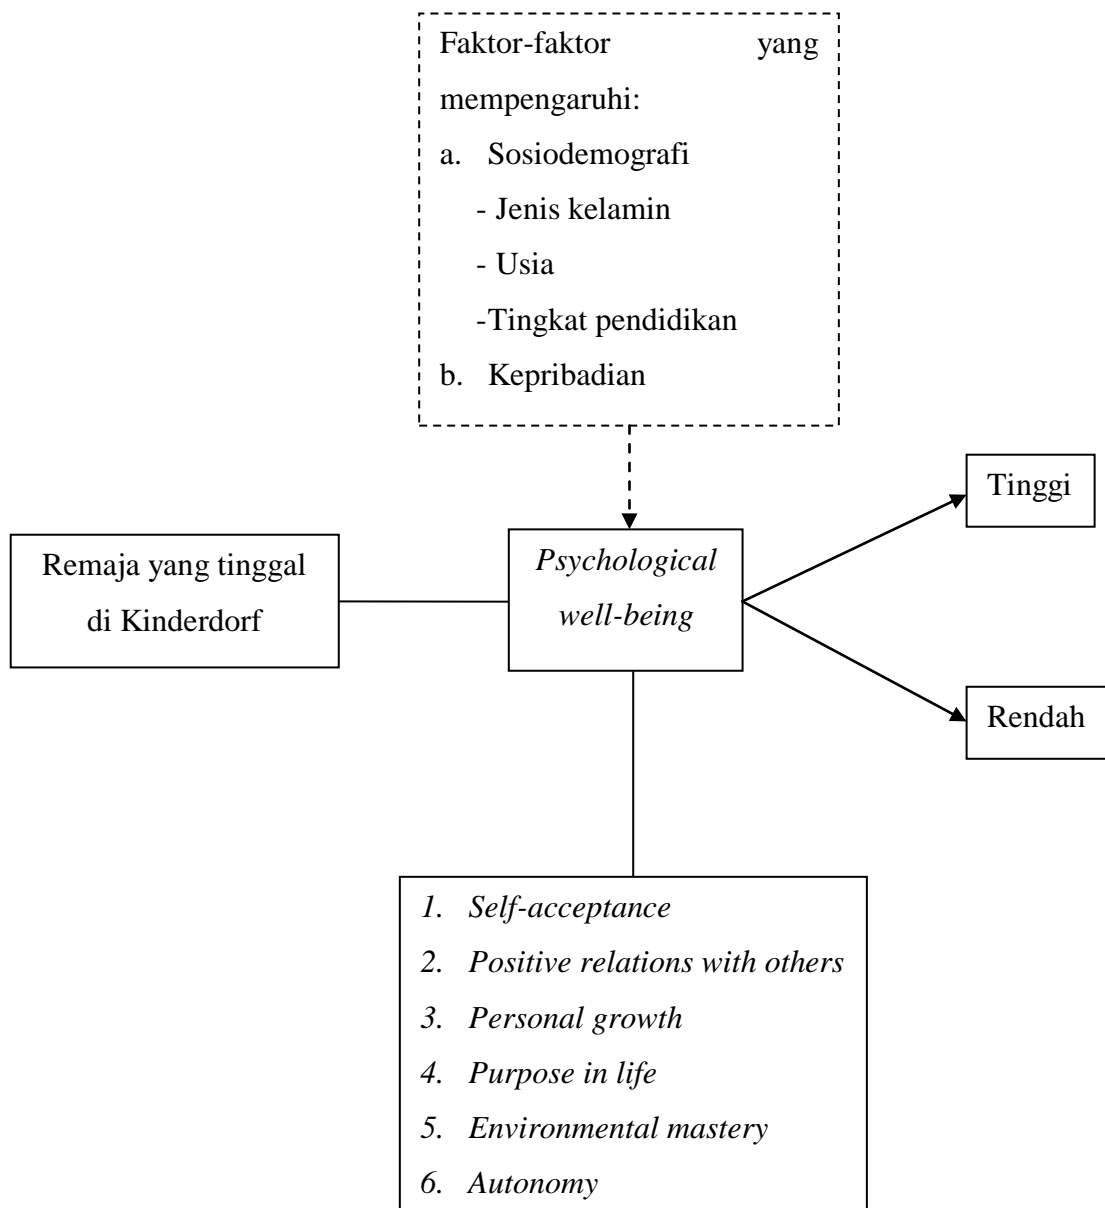 Faktor-faktor yang
mempengaruhi:
a. Sosiodemografi
- Jenis kelamin
- Usia
-Tingkat pendidikan
b. Kepribadian
Tinggi
Remaja yang tinggal
di Kinderdorf
Psychological
well-being
Rendah
1. Self-acceptance
2. Positive relations with others
3. Personal growth
4. Purpose in life
5. Environmental mastery
6. Autonomy